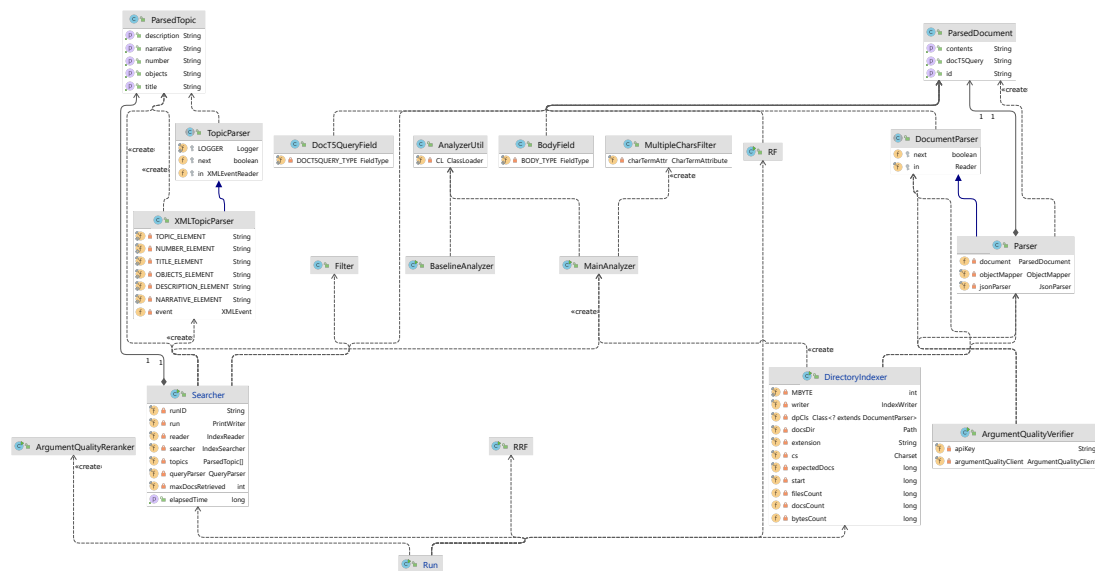 ParsedTopic
description String
narrative String
number String
objects String
title String
ParsedDocument
contents String
docT5Query String
id String
«create»
1
1
TopicParser
LOGGER Logger
next boolean
in XMLEventReader
DocT5QueryField
DOCT5QUERY_TYPE FieldType
AnalyzerUtil
CL ClassLoader
BodyField
BODY_TYPE FieldType
MultipleCharsFilter
charTermAttr CharTermAttribute
RF
DocumentParser
next boolean
in Reader
«create»
«create»
«create»
XMLTopicParser
TOPIC_ELEMENT String
NUMBER_ELEMENT String
TITLE_ELEMENT String
OBJECTS_ELEMENT String
DESCRIPTION_ELEMENT String
NARRATIVE_ELEMENT String
event XMLEvent
Filter
BaselineAnalyzer
MainAnalyzer
Parser
document ParsedDocument
objectMapper ObjectMapper
jsonParser JsonParser
«create»
«create»
«create»
1
1
Searcher
runID String
run PrintWriter
reader IndexReader
searcher IndexSearcher
topics ParsedTopic[]
queryParser QueryParser
maxDocsRetrieved int
elapsedTime long
DirectoryIndexer
MBYTE int
writer IndexWriter
dpCls Class<? extends DocumentParser>
docsDir Path
extension String
cs Charset
expectedDocs long
start long
filesCount long
docsCount long
bytesCount long
ArgumentQualityVerifier
apiKey String
argumentQualityClient ArgumentQualityClient
ArgumentQualityReranker
«create»
RRF
Run